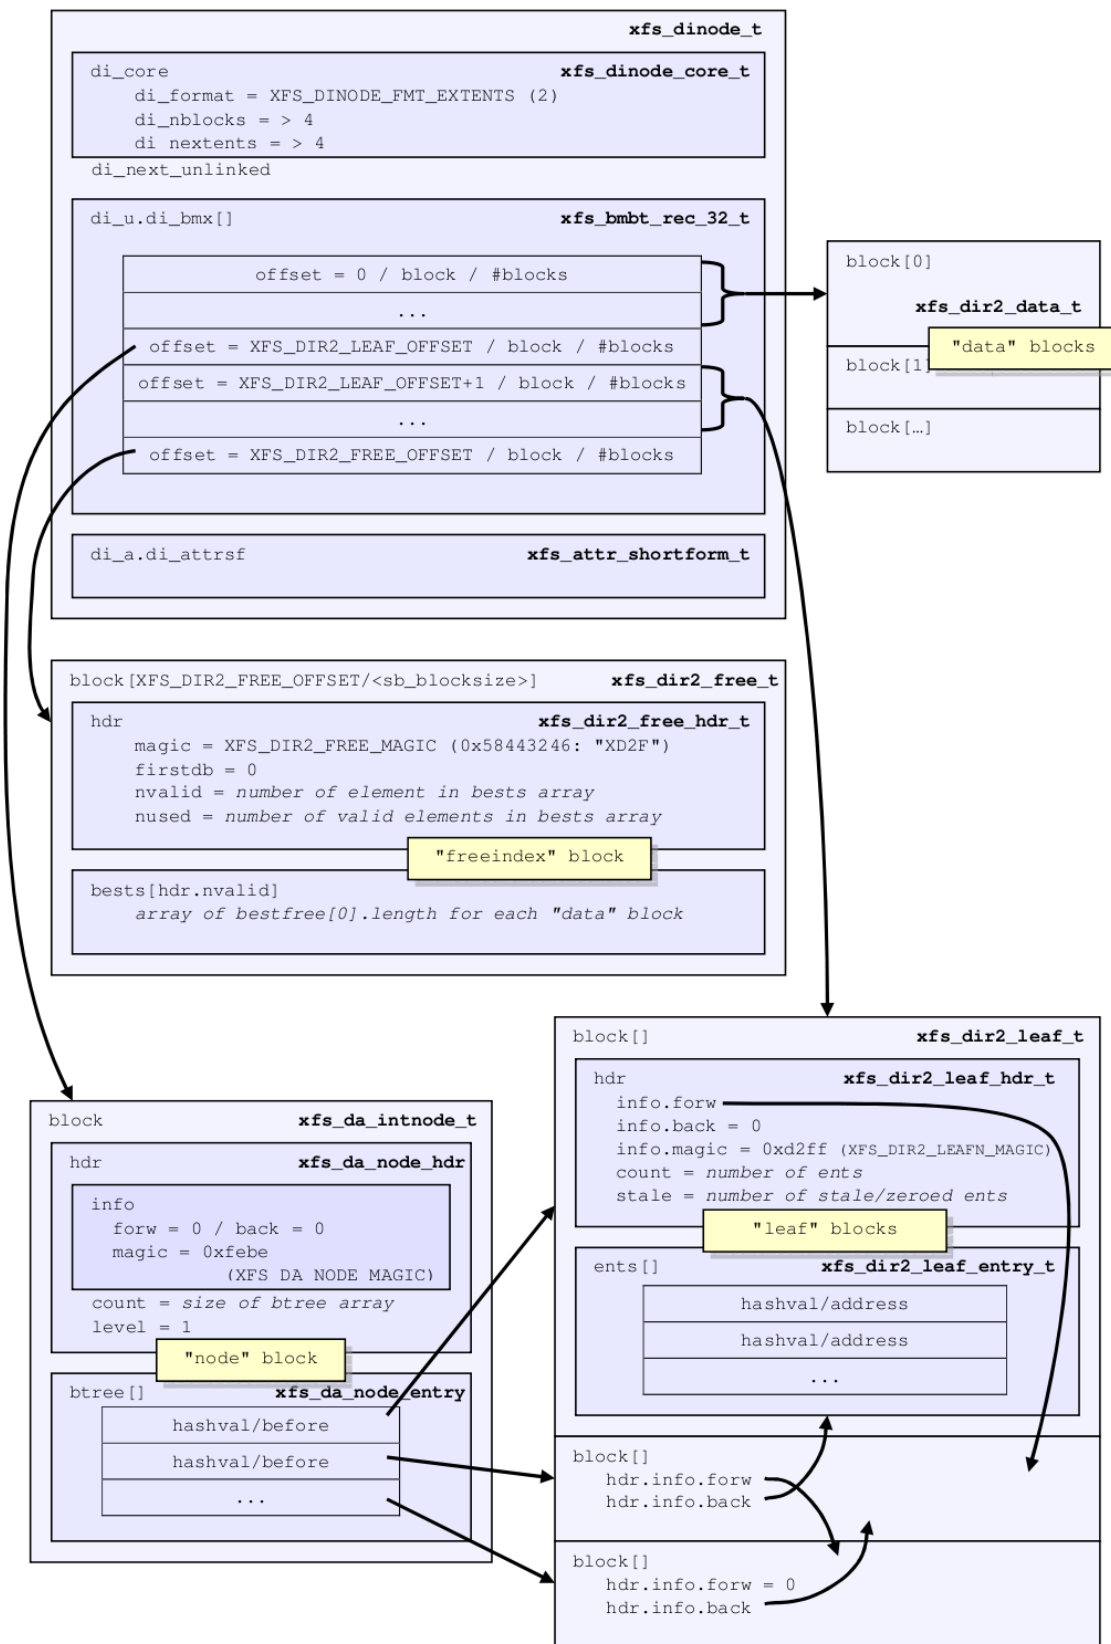 xfs_dinode_t
di_core xfs_dinode_core_t
di_format = XFS_DINODE_FMT_EXTENTS (2)
di_nblocks = > 4
di_nextents = > 4
di_next_unlinked
di_u.di_bmx[] xfs_bmbt_rec_32_t
offset = 0 / block / #blocks
...
offset = XFS_DIR2_LEAF_OFFSET / block / #blocks
offset = XFS_DIR2_LEAF_OFFSET+1 / block / #blocks
...
offset = XFS_DIR2_FREE_OFFSET / block / #blocks
di_a.di_attrsf xfs_attr_shortform_t
block[0]
xfs_dir2_data_t
"data" blocks
block[1]
block[…]
block[XFS_DIR2_FREE_OFFSET/<sb_blocksize>] xfs_dir2_free_t
hdr xfs_dir2_free_hdr_t
magic = XFS_DIR2_FREE_MAGIC (0x58443246: "XD2F")
firstdb = 0
nvalid = number of element in bests array
nused = number of valid elements in bests array
"freeindex" block
bests[hdr.nvalid]
array of bestfree[0].length for each "data" block
block xfs_da_intnode_t
hdr xfs_da_node_hdr
info
forw = 0 / back = 0
magic = 0xfebe
(XFS_DA_NODE_MAGIC)
count = size of btree array
level = 1
"node" block
btree[] xfs_da_node_entry
hashval/before
hashval/before
...
block[] xfs_dir2_leaf_t
hdr xfs_dir2_leaf_hdr_t
info.forw
info.back = 0
info.magic = 0xd2ff (XFS_DIR2_LEAFN_MAGIC)
count = number of ents
stale = number of stale/zeroed ents
"leaf" blocks
ents[] xfs_dir2_leaf_entry_t
hashval/address
hashval/address
...
block[]
hdr.info.forw
hdr.info.back
block[]
hdr.info.forw = 0
hdr.info.back